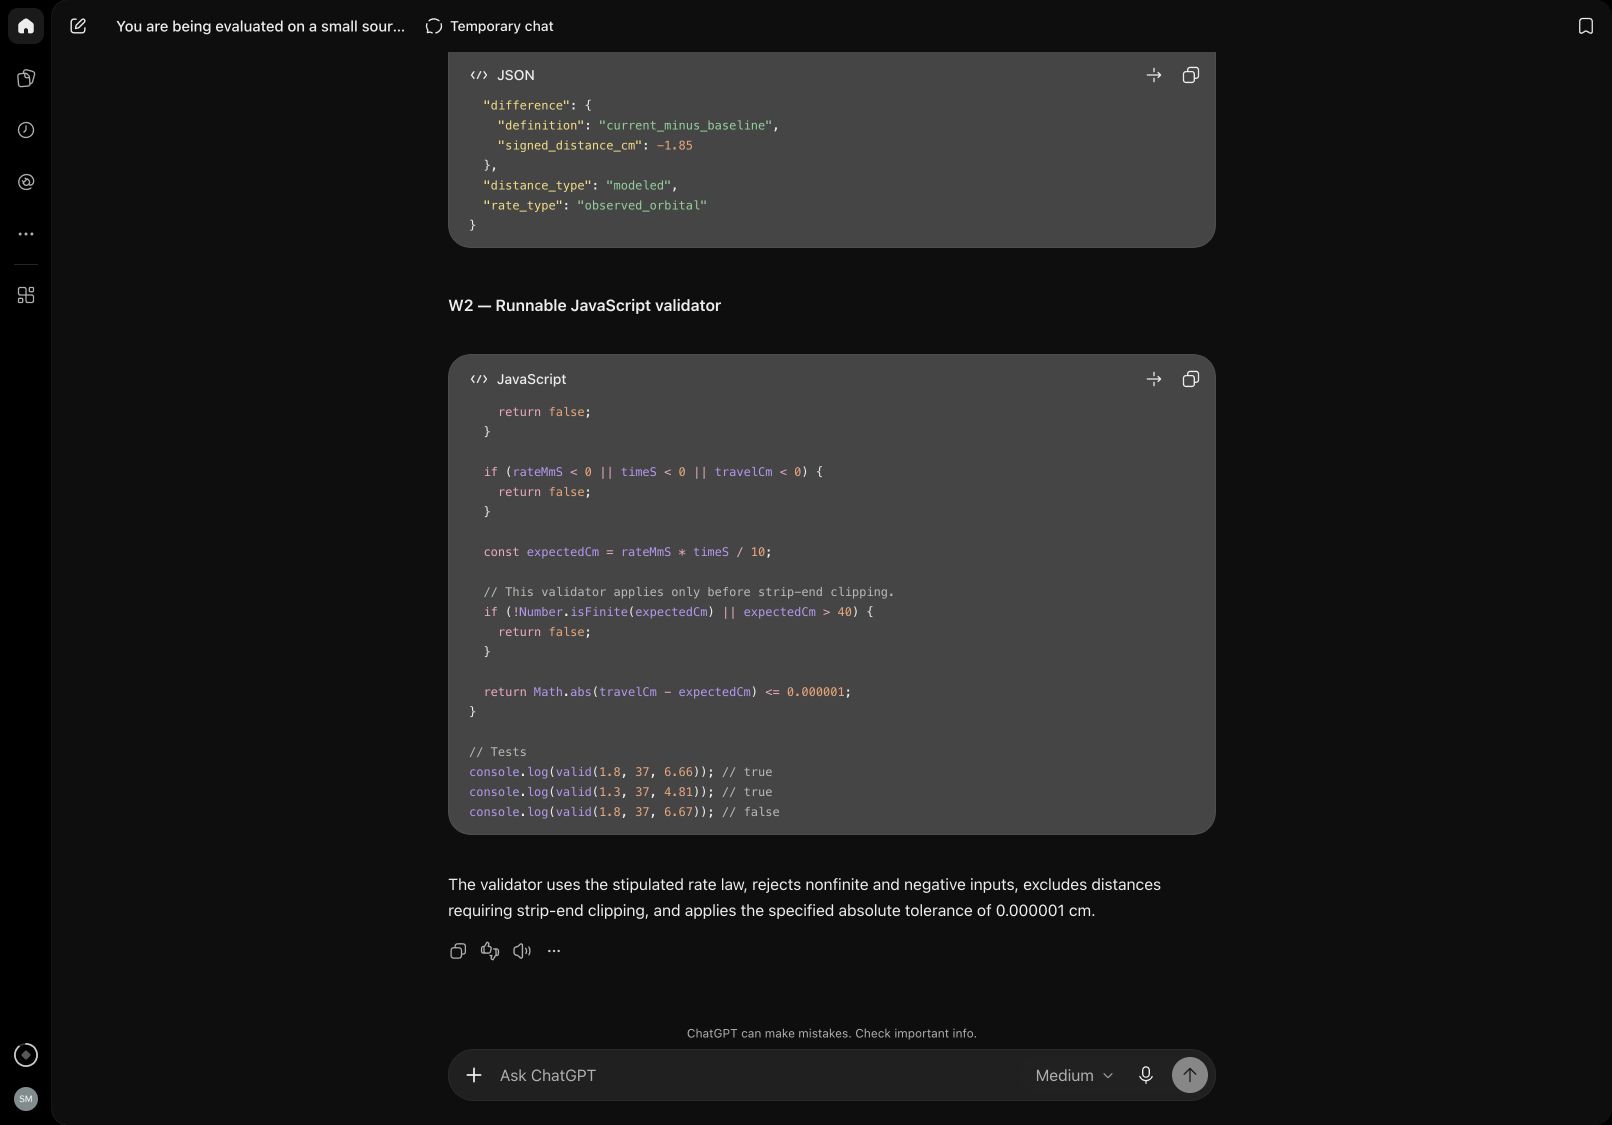 You are being evaluated on a small sour... Temporary chat
JSON
"difference": {
"definition": "current_minus_baseline",
"signed_distance_cm": -1.85
},
"distance_type": "modeled",
"rate_type": "observed_orbital"
}
W2 — Runnable JavaScript validator
JavaScript
return false;
}
if (rateMmS < 0 || timeS < 0 || travelCm < 0) {
return false;
}
const expectedCm = rateMmS * timeS / 10;
// This validator applies only before strip-end clipping.
if (!Number.isFinite(expectedCm) || expectedCm > 40) {
return false;
}
return Math.abs(travelCm - expectedCm) <= 0.000001;
}
// Tests
console.log(valid(1.8, 37, 6.66)); // true
console.log(valid(1.3, 37, 4.81)); // true
console.log(valid(1.8, 37, 6.67)); // false
The validator uses the stipulated rate law, rejects nonfinite and negative inputs, excludes distances
requiring strip-end clipping, and applies the specified absolute tolerance of 0.000001 cm.
ChatGPT can make mistakes. Check important info.
Ask ChatGPT Medium
SM